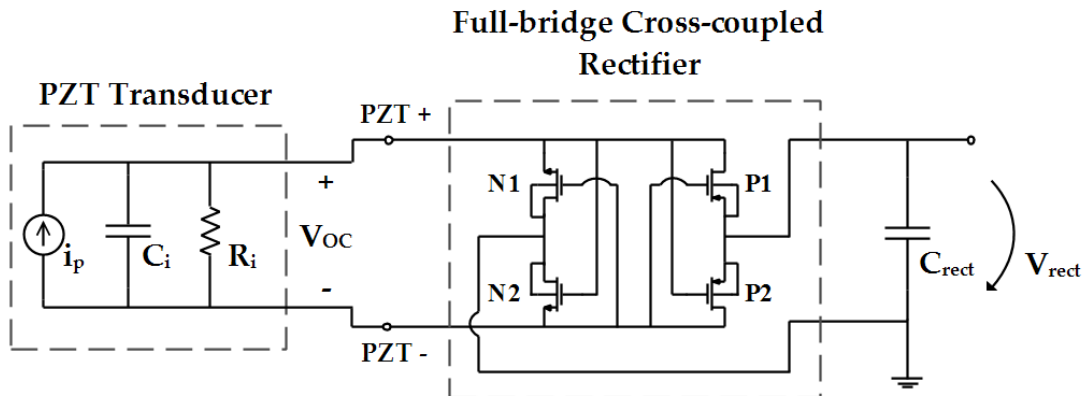 Full-bridge Cross-coupled
Rectifier
PZT Transducer
PZT +
N1
P1
+
VOC
-
ip
Ci
Ri
Crect
Vrect
N2
P2
PZT -